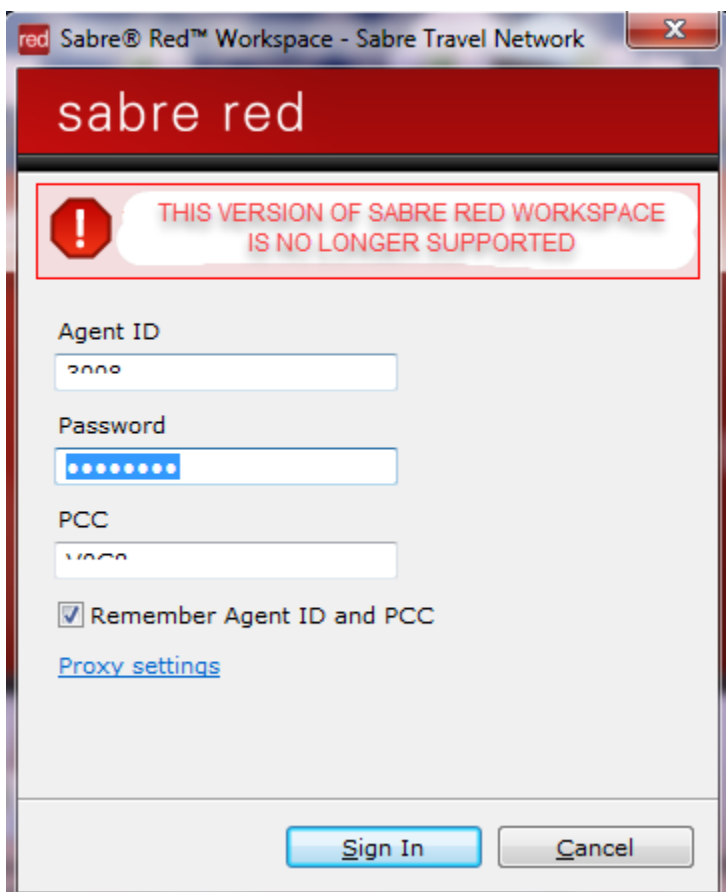 red Sabre® Red™ Workspace - Sabre Travel Network
sabre red
THIS VERSION OF SABRE RED WORKSPACE
IS NO LONGER SUPPORTED
Agent ID
Password
PCC
Remember Agent ID and PCC
Proxy settings
Sign In
Cancel